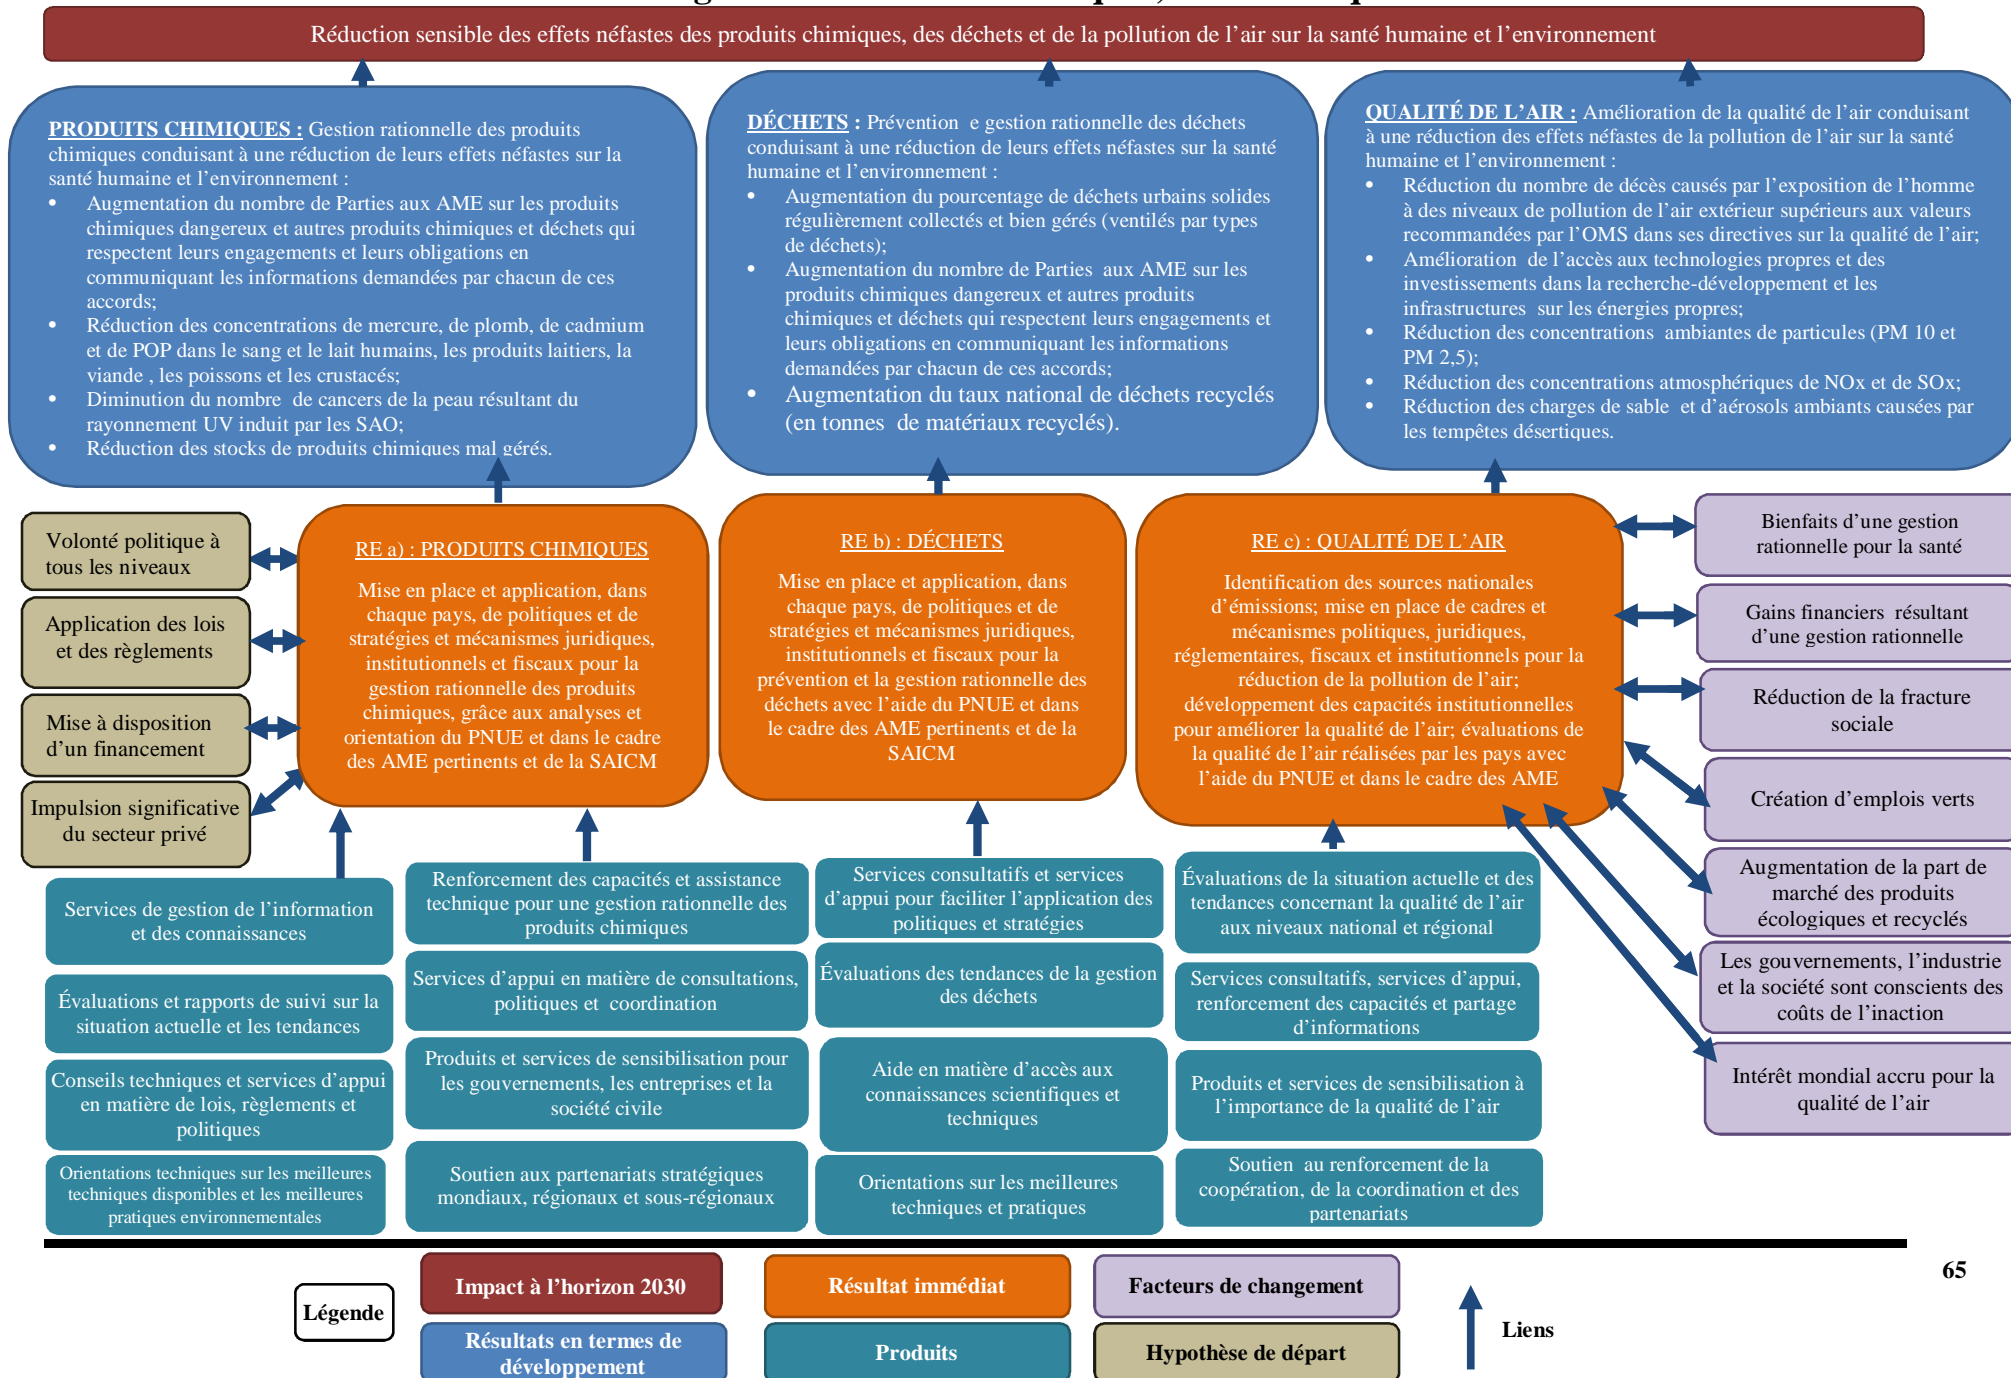 Réduction sensible des effets néfastes des produits chimiques, des déchets et de la pollution de l’air sur la santé humaine et l’environnement
PRODUITS CHIMIQUES : Gestion rationnelle des produits
chimiques conduisant à une réduction de leurs effets néfastes sur la
santé humaine et l’environnement :
• Augmentation du nombre de Parties aux AME sur les produits
chimiques dangereux et autres produits chimiques et déchets qui
respectent leurs engagements et leurs obligations en
communiquant les informations demandées par chacun de ces
accords;
• Réduction des concentrations de mercure, de plomb, de cadmium
et de POP dans le sang et le lait humains, les produits laitiers, la
viande , les poissons et les crustacés;
• Diminution du nombre de cancers de la peau résultant du
rayonnement UV induit par les SAO;
• Réduction des stocks de produits chimiques mal gérés.
DÉCHETS : Prévention e gestion rationnelle des déchets
conduisant à une réduction de leurs effets néfastes sur la santé
humaine et l’environnement :
• Augmentation du pourcentage de déchets urbains solides
régulièrement collectés et bien gérés (ventilés par types
de déchets);
• Augmentation du nombre de Parties aux AME sur les
produits chimiques dangereux et autres produits
chimiques et déchets qui respectent leurs engagements et
leurs obligations en communiquant les informations
demandées par chacun de ces accords;
• Augmentation du taux national de déchets recyclés
(en tonnes de matériaux recyclés).
QUALITÉ DE L’AIR : Amélioration de la qualité de l’air conduisant
à une réduction des effets néfastes de la pollution de l’air sur la santé
humaine et l’environnement :
• Réduction du nombre de décès causés par l’exposition de l’homme
à des niveaux de pollution de l’air extérieur supérieurs aux valeurs
recommandées par l’OMS dans ses directives sur la qualité de l’air;
• Amélioration de l’accès aux technologies propres et des
investissements dans la recherche-développement et les
infrastructures sur les énergies propres;
• Réduction des concentrations ambiantes de particules (PM 10 et
PM 2,5);
• Réduction des concentrations atmosphériques de NOx et de SOx;
• Réduction des charges de sable et d’aérosols ambiants causées par
les tempêtes désertiques.
Volonté politique à
tous les niveaux
Application des lois
et des règlements
Mise à disposition
d’un financement
Impulsion significative
du secteur privé
RE a) : PRODUITS CHIMIQUES
Mise en place et application, dans
chaque pays, de politiques et de
stratégies et mécanismes juridiques,
institutionnels et fiscaux pour la
gestion rationnelle des produits
chimiques, grâce aux analyses et
orientation du PNUE et dans le cadre
des AME pertinents et de la SAICM
RE b) : DÉCHETS
Mise en place et application, dans
chaque pays, de politiques et de
stratégies et mécanismes juridiques,
institutionnels et fiscaux pour la
prévention et la gestion rationnelle des
déchets avec l’aide du PNUE et dans
le cadre des AME pertinents et de la
SAICM
RE c) : QUALITÉ DE L’AIR
Identification des sources nationales
d’émissions; mise en place de cadres et
mécanismes politiques, juridiques,
réglementaires, fiscaux et institutionnels pour la
réduction de la pollution de l’air;
développement des capacités institutionnelles
pour améliorer la qualité de l’air; évaluations de
la qualité de l’air réalisées par les pays avec
l’aide du PNUE et dans le cadre des AME
Bienfaits d’une gestion
rationnelle pour la santé
Gains financiers résultant
d’une gestion rationnelle
Réduction de la fracture
sociale
Création d’emplois verts
Augmentation de la part de
marché des produits
écologiques et recyclés
Les gouvernements, l’industrie
et la société sont conscients des
coûts de l’inaction
Intérêt mondial accru pour la
qualité de l’air
Services de gestion de l’information
et des connaissances
Évaluations et rapports de suivi sur la
situation actuelle et les tendances
Conseils techniques et services d’appui
en matière de lois, règlements et
politiques
Orientations techniques sur les meilleures
techniques disponibles et les meilleures
pratiques environnementales
Renforcement des capacités et assistance
technique pour une gestion rationnelle des
produits chimiques
Services d’appui en matière de consultations,
politiques et coordination
Produits et services de sensibilisation pour
les gouvernements, les entreprises et la
société civile
Soutien aux partenariats stratégiques
mondiaux, régionaux et sous-régionaux
Services consultatifs et services
d’appui pour faciliter l’application des
politiques et stratégies
Évaluations des tendances de la gestion
des déchets
Aide en matière d’accès aux
connaissances scientifiques et
techniques
Orientations sur les meilleures
techniques et pratiques
Évaluations de la situation actuelle et des
tendances concernant la qualité de l’air
aux niveaux national et régional
Services consultatifs, services d’appui,
renforcement des capacités et partage
d’informations
Produits et services de sensibilisation à
l’importance de la qualité de l’air
Soutien au renforcement de la
coopération, de la coordination et des
partenariats
65
Légende
Impact à l’horizon 2030
Résultats en termes de
développement
Résultat immédiat
Produits
Facteurs de changement
Hypothèse de départ
Liens